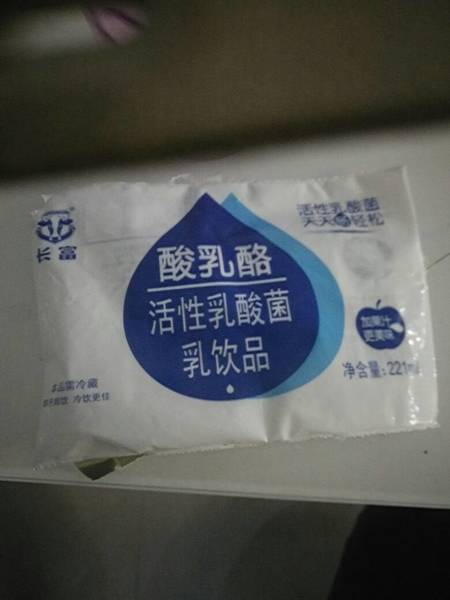 长富
活性乳酸菌
天天 轻松
酸乳酪
活性乳酸菌
乳饮品
加果汁
更美味
净含量:221ml
本品需冷藏
冷饮更佳